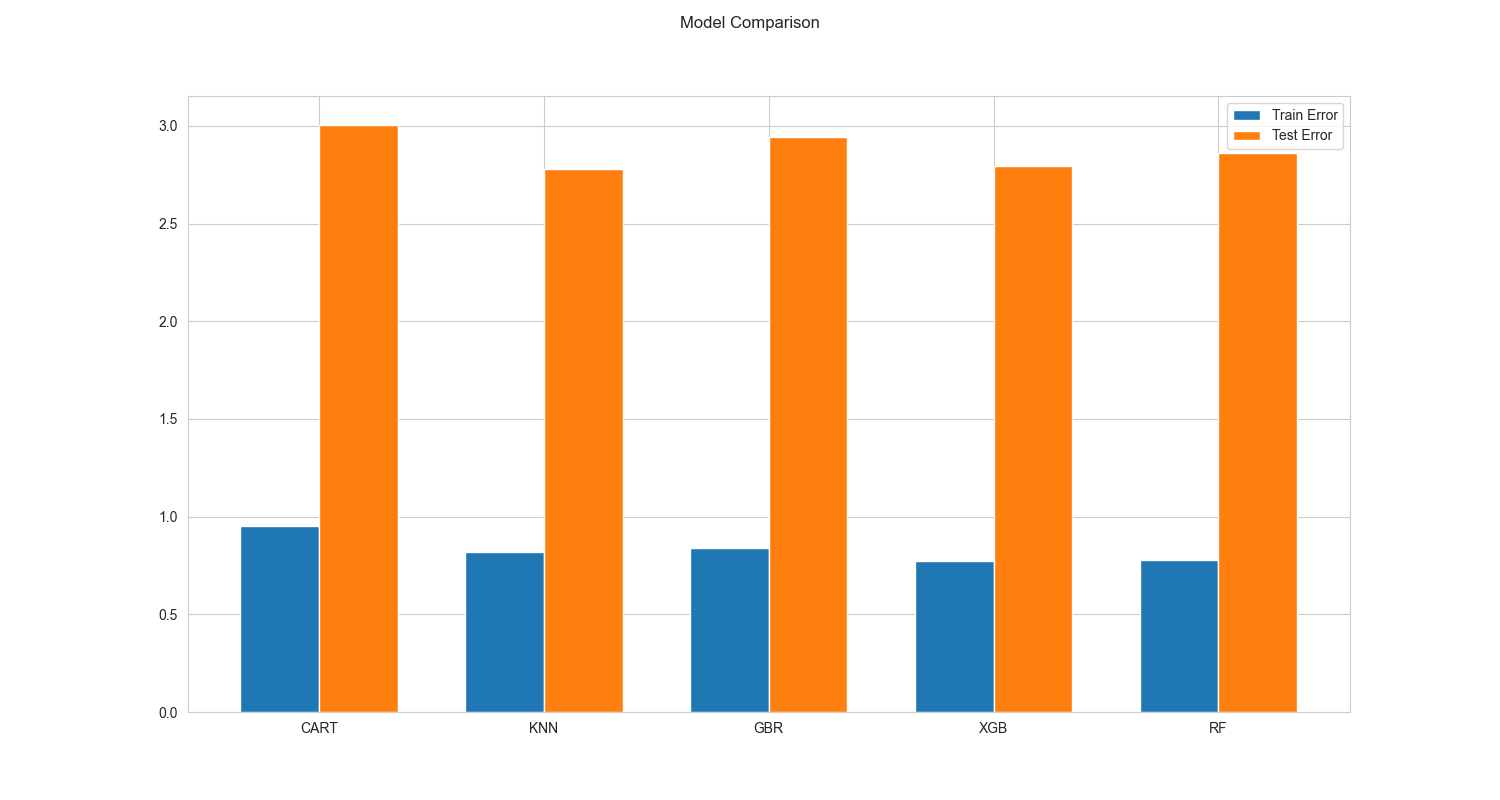 Model Comparison
Train Error
Test Error
3.0
2.5
2.0
1.5
1.0
0.5
0.0
CART
KNN
GBR
XGB
RF